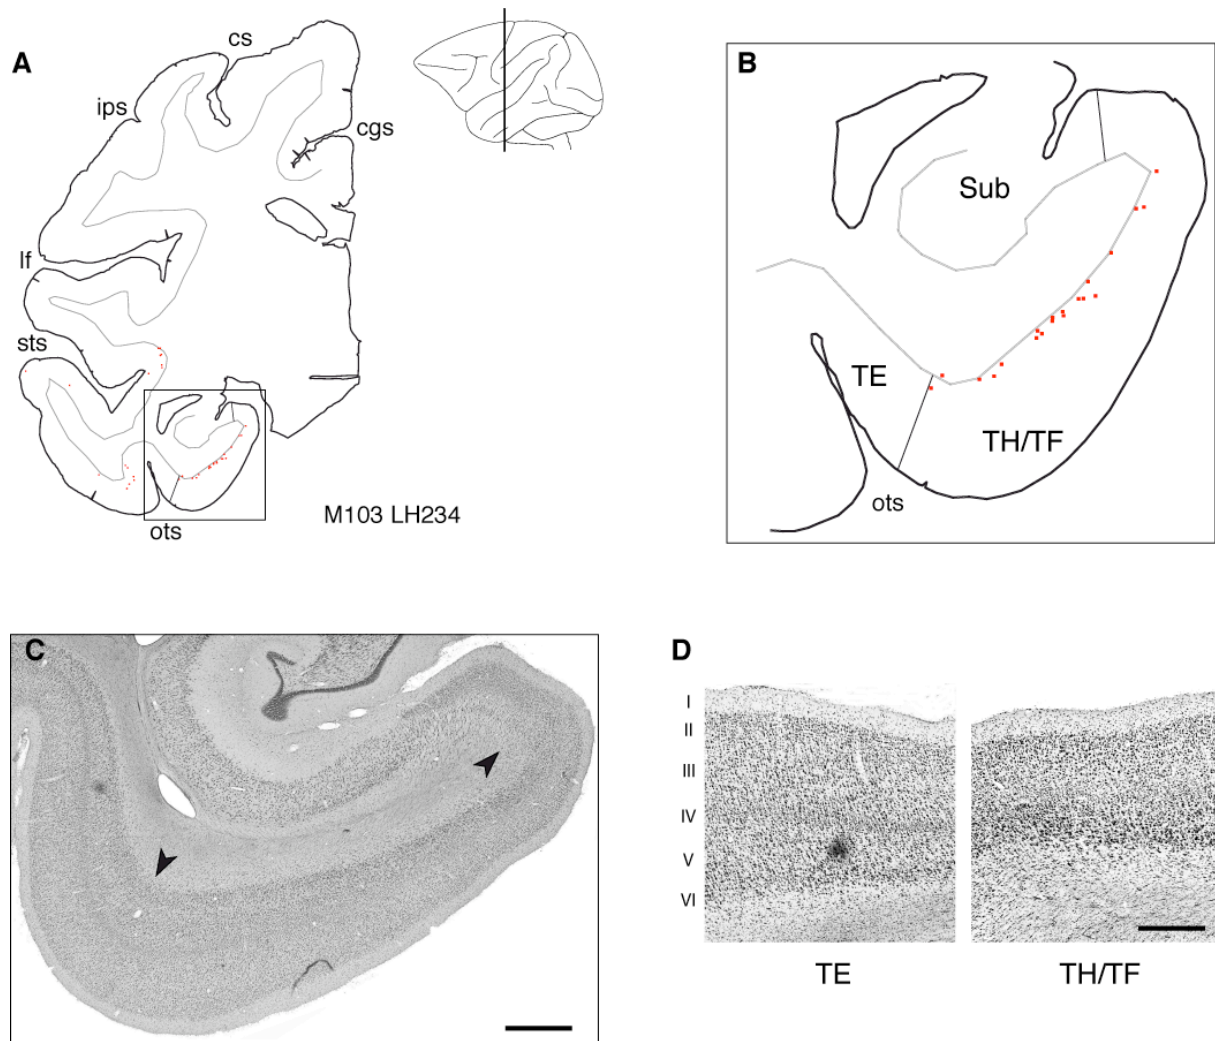 A
cs
ips
cgs
lf
sts
ots
M103 LH234
B
Sub
TE
TH/TF
ots
C
D
I
II
III
IV
V
VI
TE
TH/TF